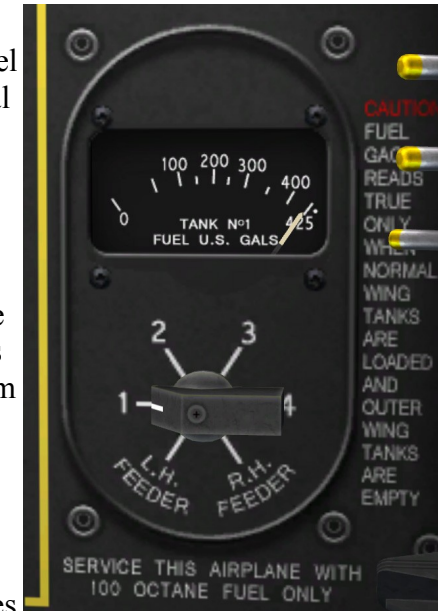 100 200 300
400
0
425
TANK Nº1
FUEL U.S. GALS.
2 3
1 4
L.H.
FEEDER
R.H.
FEEDER
CAUTION
FUEL
READS
TRUE
ONLY
WHEN
NORMAL
WING
TANKS
ARE
LOADED
AND
OUTER
WING
TANKS
ARE
EMPTY
SERVICE THIS AIRPLANE WITH
100 OCTANE FUEL ONLY